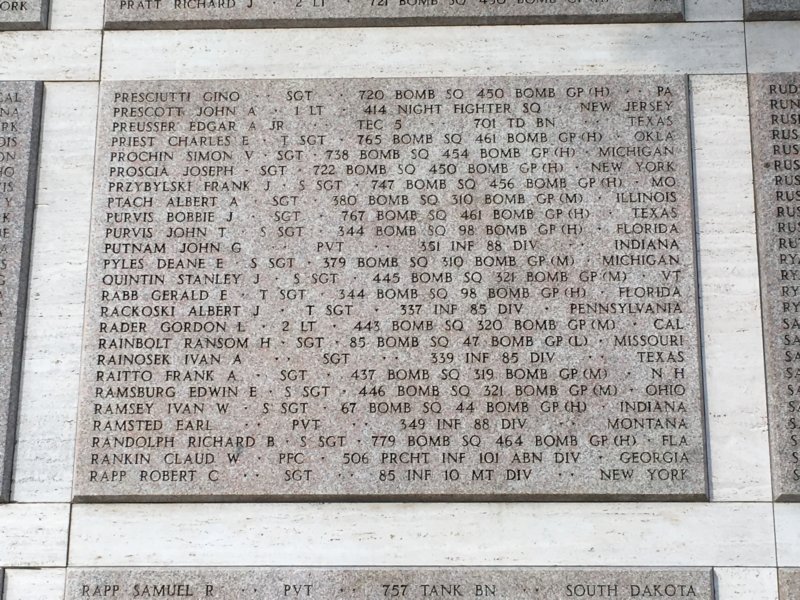 PRATT RICHARD J · 2 LT · 721 BOMB SQ 450 BOMB GP (H)
PRESCIUTTI GINO · SGT · 720 BOMB SQ 450 BOMB GP (H) · · PA
PRESCOTT JOHN A · 1 LT · 414 NIGHT FIGHTER SQ · NEW JERSEY
PREUSSER EDGAR A JR · · TEC 5 · · 701 TD BN · · TEXAS
PRIEST CHARLES E · T SGT · 765 BOMB SQ 461 BOMB GP (H) · OKLA
PROCHIN SIMON V · SGT · 738 BOMB SQ 454 BOMB GP (H) · MICHIGAN
PROSCIA JOSEPH · SGT · 722 BOMB SQ 450 BOMB GP (H) · NEW YORK
PRZYBYLSKI FRANK J · S SGT · 747 BOMB SQ 456 BOMB GP (H) · MO
PTACH ALBERT A · SGT · 380 BOMB SQ 310 BOMB GP (M) · ILLINOIS
PURVIS BOBBIE J · SGT · 767 BOMB SQ 461 BOMB GP (H) · TEXAS
PURVIS JOHN T · S SGT · 344 BOMB SQ 98 BOMB GP (H) · FLORIDA
PUTNAM JOHN G · · PVT · · 351 INF 88 DIV · · INDIANA
PYLES DEANE E · S SGT · 379 BOMB SQ 310 BOMB GP (M) · MICHIGAN
QUINTIN STANLEY J · S SGT · 445 BOMB SQ 321 BOMB GP (M) · VT
RABB GERALD E · T SGT · 344 BOMB SQ 98 BOMB GP (H) · FLORIDA
RACKOSKI ALBERT J · T SGT · 337 INF 85 DIV · PENNSYLVANIA
RADER GORDON L · 2 LT · 443 BOMB SQ 320 BOMB GP (M) · CAL
RAINBOLT RANSOM H · SGT · 85 BOMB SQ 47 BOMB GP (L) · MISSOURI
RAINOSEK IVAN A · · SGT · · 339 INF 85 DIV · · TEXAS
RAITTO FRANK A · SGT · 437 BOMB SQ 319 BOMB GP (M) · N H
RAMSBURG EDWIN E · S SGT · 446 BOMB SQ 321 BOMB GP (M) · OHIO
RAMSEY IVAN W · S SGT · 67 BOMB SQ 44 BOMB GP (H) · INDIANA
RAMSTED EARL · · PVT · · 349 INF 88 DIV · · MONTANA
RANDOLPH RICHARD B · S SGT · 779 BOMB SQ 464 BOMB GP (H) · FLA
RANKIN CLAUD W · PFC · 506 PRCHT INF 101 ABN DIV · GEORGIA
RAPP ROBERT C · · SGT · · 85 INF 10 MT DIV · · NEW YORK
RAPP SAMUEL R · · PVT · · 757 TANK BN · · SOUTH DAKOTA